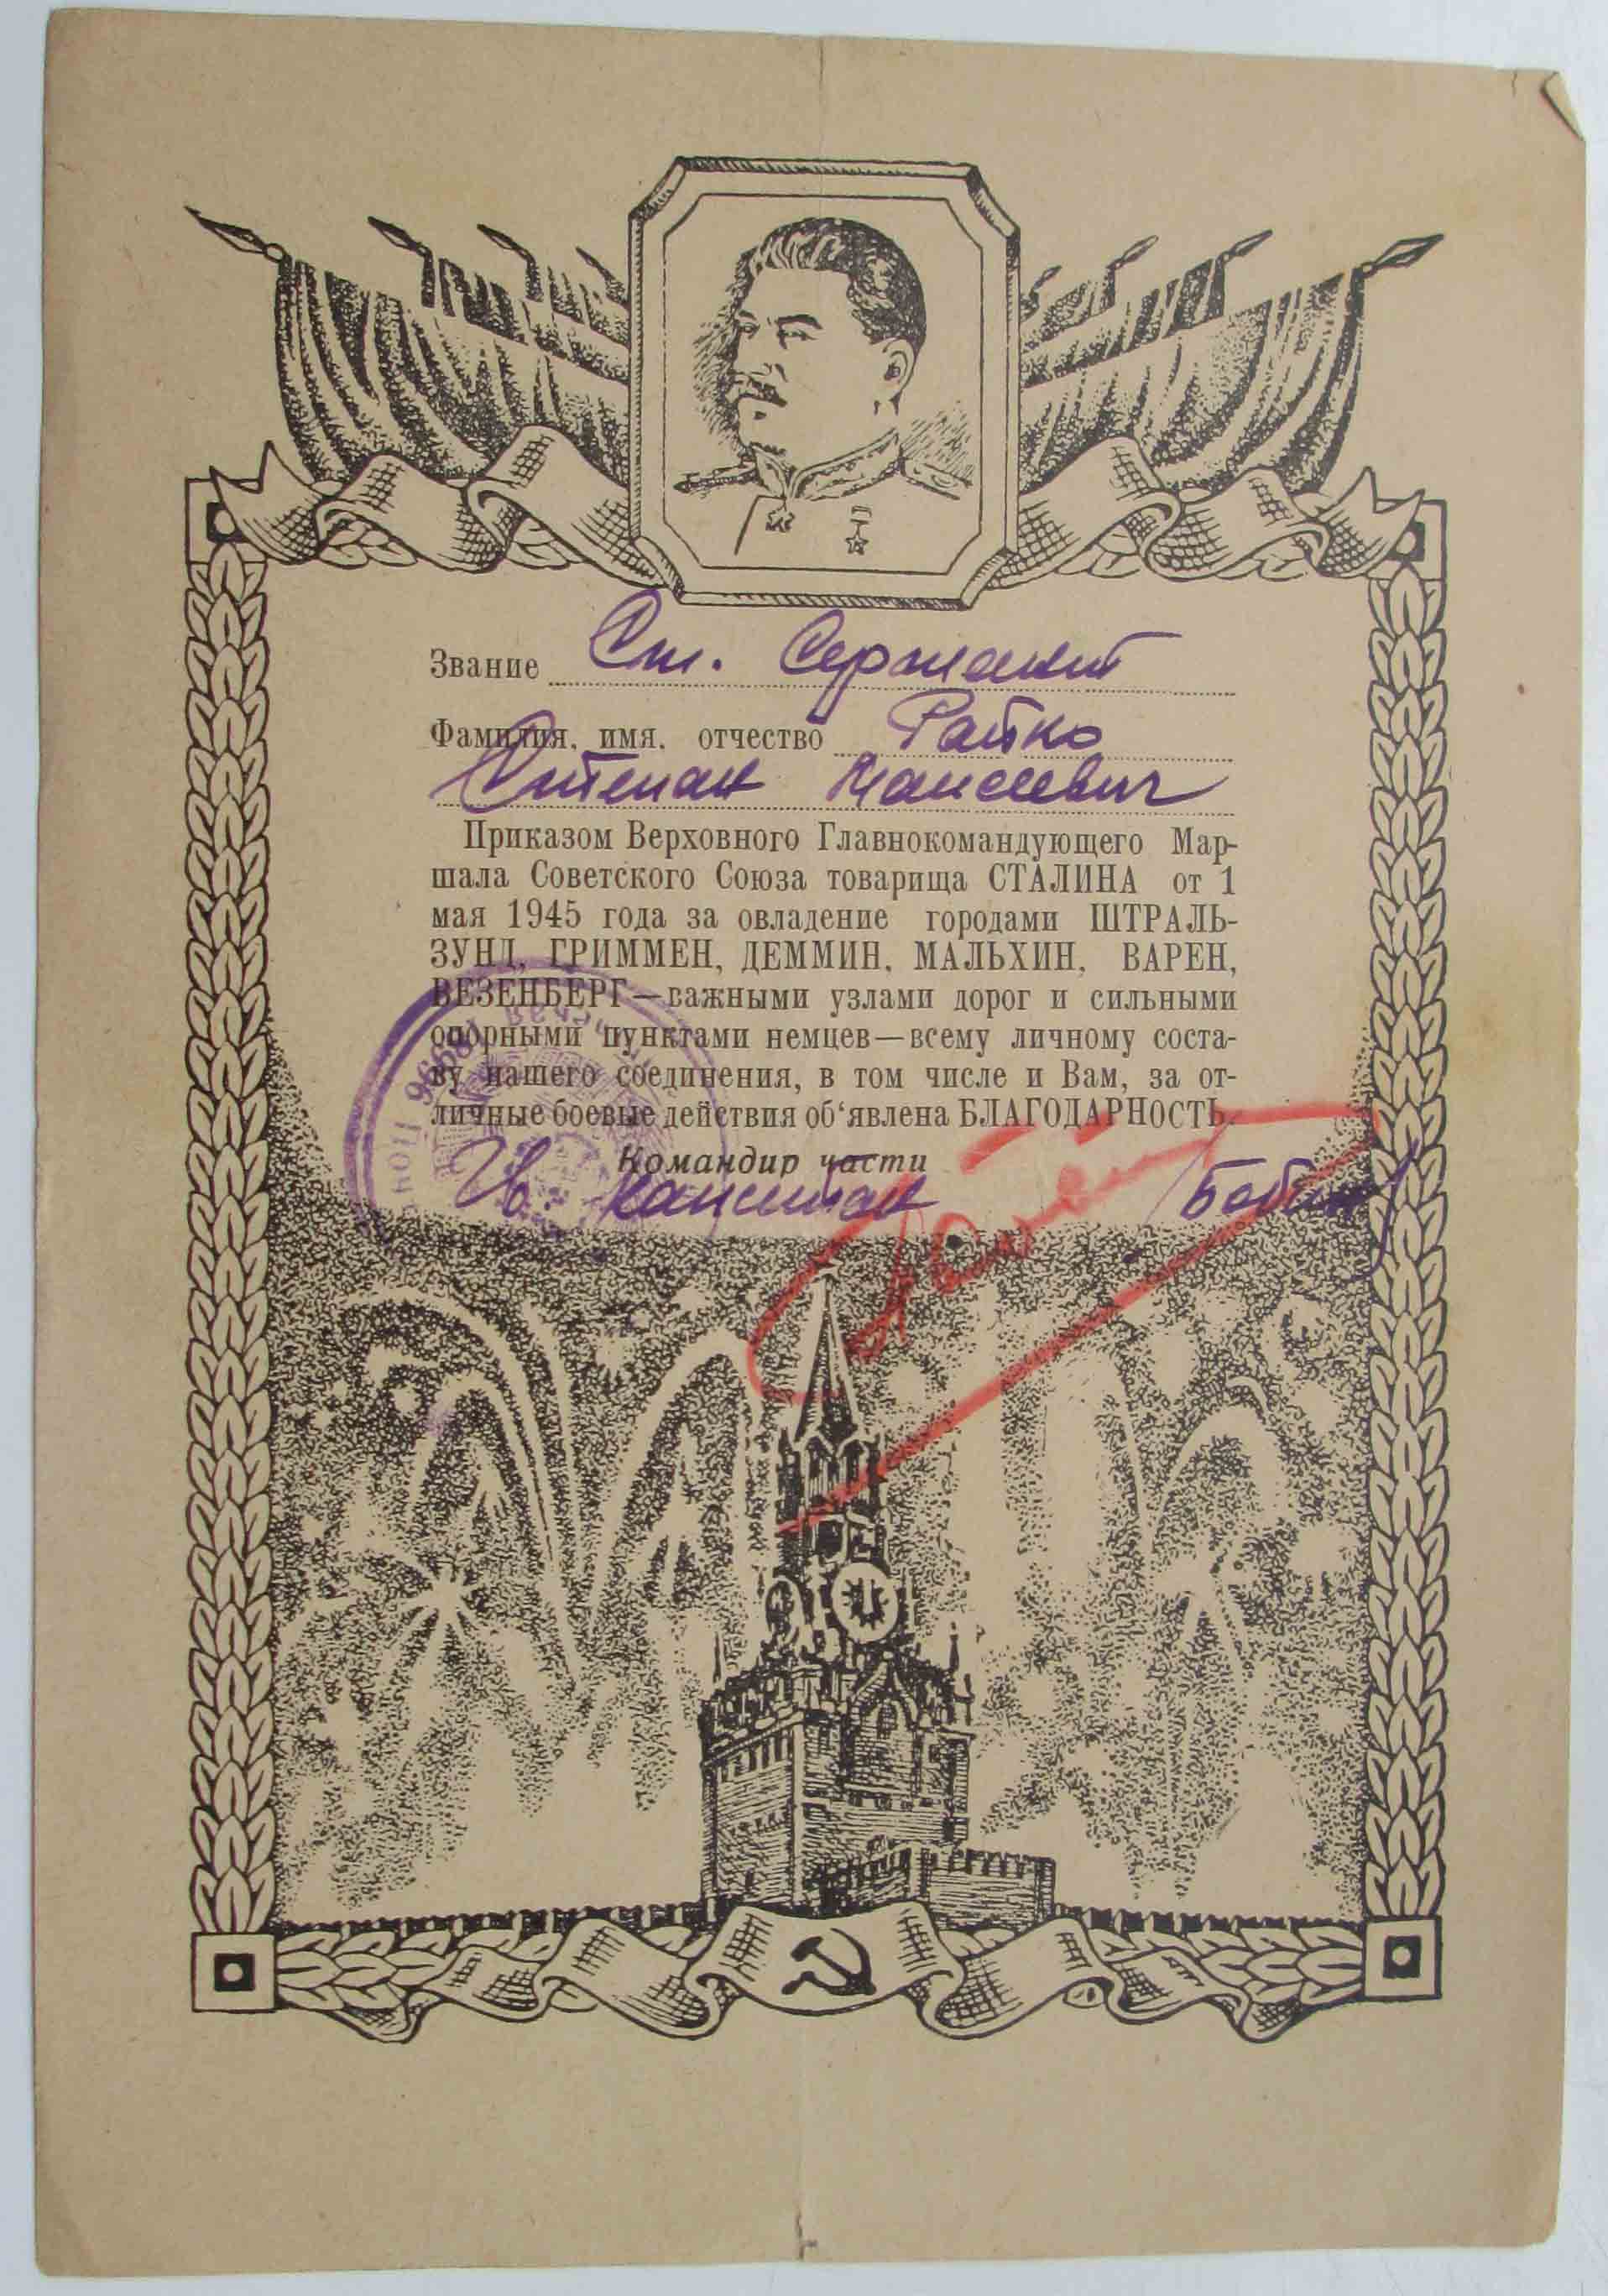 Звание Ст. Сержант
Фамилия, имя, отчество Райко
Степан Моисеевич
Приказом Верховного Главнокомандующего Мар-
шала Советского Союза товарища СТАЛИНА от 1
мая 1945 года за овладение городами ШТРАЛЬ-
ЗУНД, ГРИММЕН, ДЕММИН, МАЛЬХИН, ВАРЕН,
ВЕЗЕНБЕРГ—важными узлами дорог и сильными
опорными пунктами немцев—всему личному соста-
ву нашего соединения, в том числе и Вам, за от-
личные боевые действия об‘явлена БЛАГОДАРНОСТЬ.
Командир части
капитан